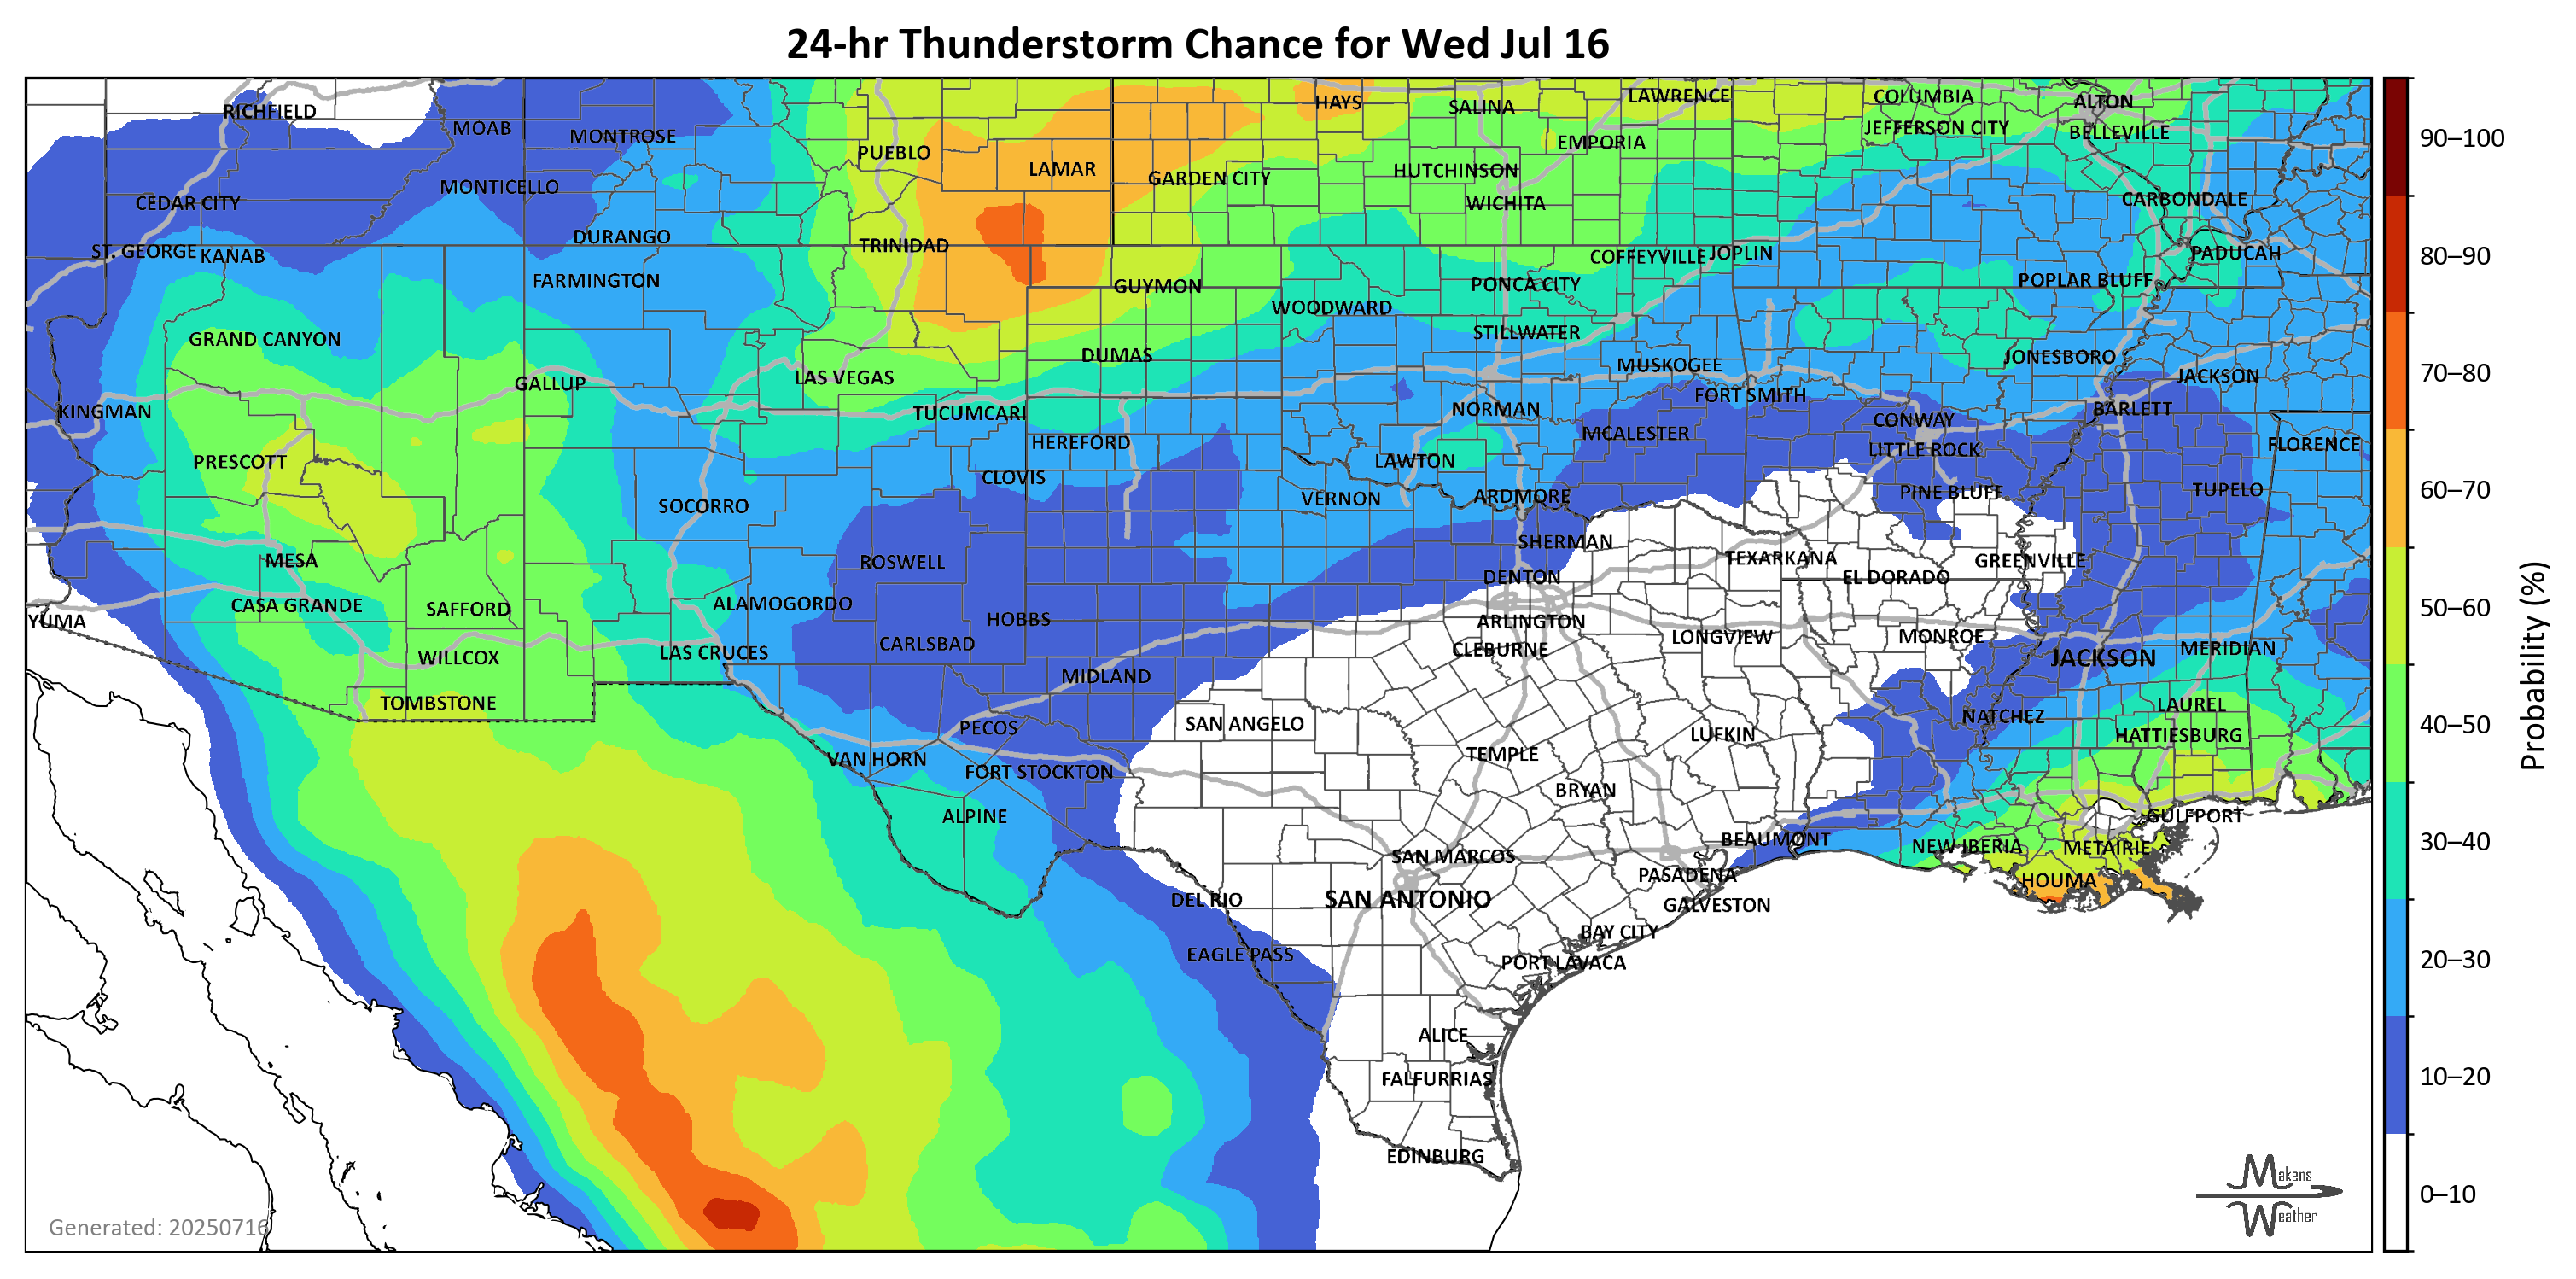 24-hr Thunderstorm Chance for Wed Jul 16
RICHFIELD
MOAB
MONTROSE
PUEBLO
LAMAR
HAYS
SALINA
LAWRENCE
COLUMBIA
ALTON
JEFFERSON CITY
BELLEVILLE
EMPORIA
HUTCHINSON
GARDEN CITY
MONTICELLO
CEDAR CITY
WICHITA
CARBONDALE
DURANGO
TRINIDAD
ST. GEORGE
KANAB
COFFEYVILLE
JOPLIN
PADUCAH
FARMINGTON
GUYMON
PONCA CITY
POPLAR BLUFF
WOODWARD
STILLWATER
GRAND CANYON
DUMAS
JONESBORO
MUSKOGEE
JACKSON
GALLUP
LAS VEGAS
FORT SMITH
KINGMAN
TUCUMCARI
NORMAN
BARLETT
CONWAY
MCALESTER
HEREFORD
FLORENCE
LITTLE ROCK
PRESCOTT
LAWTON
CLOVIS
TUPELO
PINE BLUFF
VERNON
ARDMORE
SOCORRO
SHERMAN
MESA
ROSWELL
TEXARKANA
GREENVILLE
DENTON
EL DORADO
CASA GRANDE
SAFFORD
ALAMOGORDO
HOBBS
YUMA
ARLINGTON
LONGVIEW
MONROE
CARLSBAD
CLEBURNE
MERIDIAN
LAS CRUCES
WILLCOX
JACKSON
MIDLAND
TOMBSTONE
LAUREL
NATCHEZ
SAN ANGELO
PECOS
LUFKIN
HATTIESBURG
TEMPLE
VAN HORN
FORT STOCKTON
BRYAN
ALPINE
GULFPORT
BEAUMONT
NEW IBERIA
METAIRIE
SAN MARCOS
PASADENA
HOUMA
DEL RIO
SAN ANTONIO
GALVESTON
BAY CITY
EAGLE PASS
PORT LAVACA
ALICE
FALFURRIAS
EDINBURG
Generated: 20250716
Makens
Weather
90–100
80–90
70–80
60–70
50–60
40–50
30–40
20–30
10–20
0–10
Probability (%)